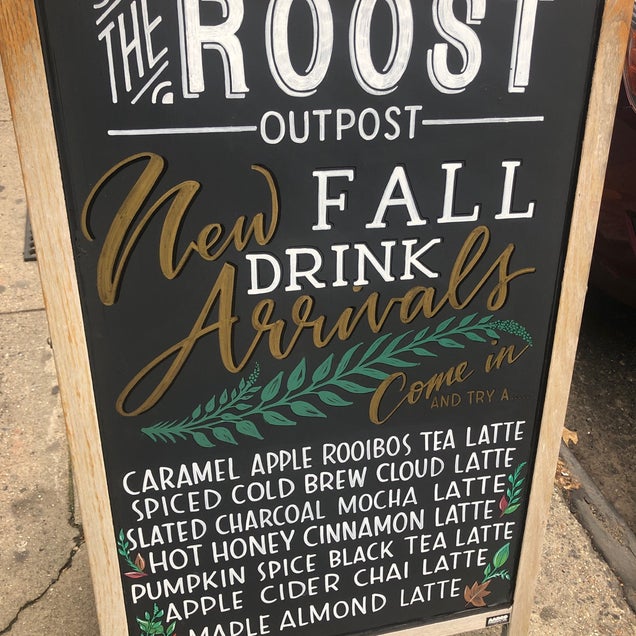 THE ROOST
OUTPOST
New FALL
DRINK
Arrivals
Come in
AND TRY A....
CARAMEL APPLE ROOIBOS TEA LATTE
SPICED COLD BREW CLOUD LATTE
SLATED CHARCOAL MOCHA LATTE
HOT HONEY CINNAMON LATTE
PUMPKIN SPICE BLACK TEA LATTE
APPLE CIDER CHAI LATTE
MAPLE ALMOND LATTE